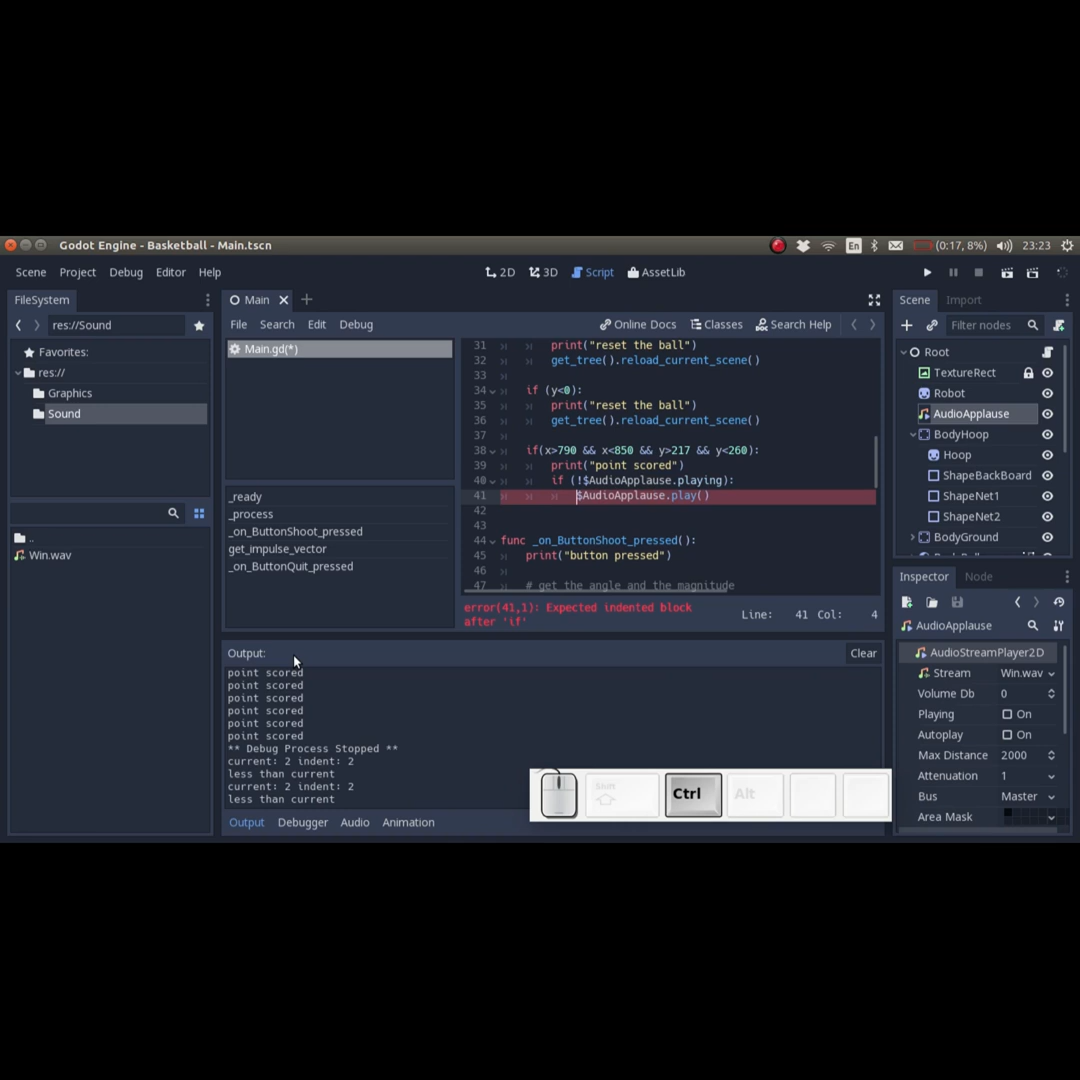 Godot Engine - Basketball - Main.tscn
En
(0:17, 8%)
23:23
Scene Project Debug Editor Help
2D 3D Script AssetLib
FileSystem
res://Sound
Favorites:
res://
Graphics
Sound
..
Win.wav
Main
File Search Edit Debug
Online Docs Classes Search Help
Main.gd(*)
_ready
_process
_on_ButtonShoot_pressed
get_impulse_vector
_on_ButtonQuit_pressed
31 print("reset the ball")
32 get_tree().reload_current_scene()
33
34 if (y<0):
35 print("reset the ball")
36 get_tree().reload_current_scene()
37
38 if(x>790 && x<850 && y>217 && y<260):
39 print("point scored")
40 if (!$AudioApplause.playing):
41 $AudioApplause.play()
42
43
44 func _on_ButtonShoot_pressed():
45 print("button pressed")
46
47 # get the angle and the magnitude
error(41,1): Expected indented block
after 'if'
Line: 41 Col: 4
Output:
Clear
point scored
point scored
point scored
point scored
point scored
point scored
** Debug Process Stopped **
current: 2 indent: 2
less than current
current: 2 indent: 2
less than current
Shift Ctrl Alt
Output Debugger Audio Animation
Scene Import
Filter nodes
Root
TextureRect
Robot
AudioApplause
BodyHoop
Hoop
ShapeBackBoard
ShapeNet1
ShapeNet2
BodyGround
Inspector Node
AudioApplause
AudioStreamPlayer2D
Stream Win.wav
Volume Db 0
Playing On
Autoplay On
Max Distance 2000
Attenuation 1
Bus Master
Area Mask